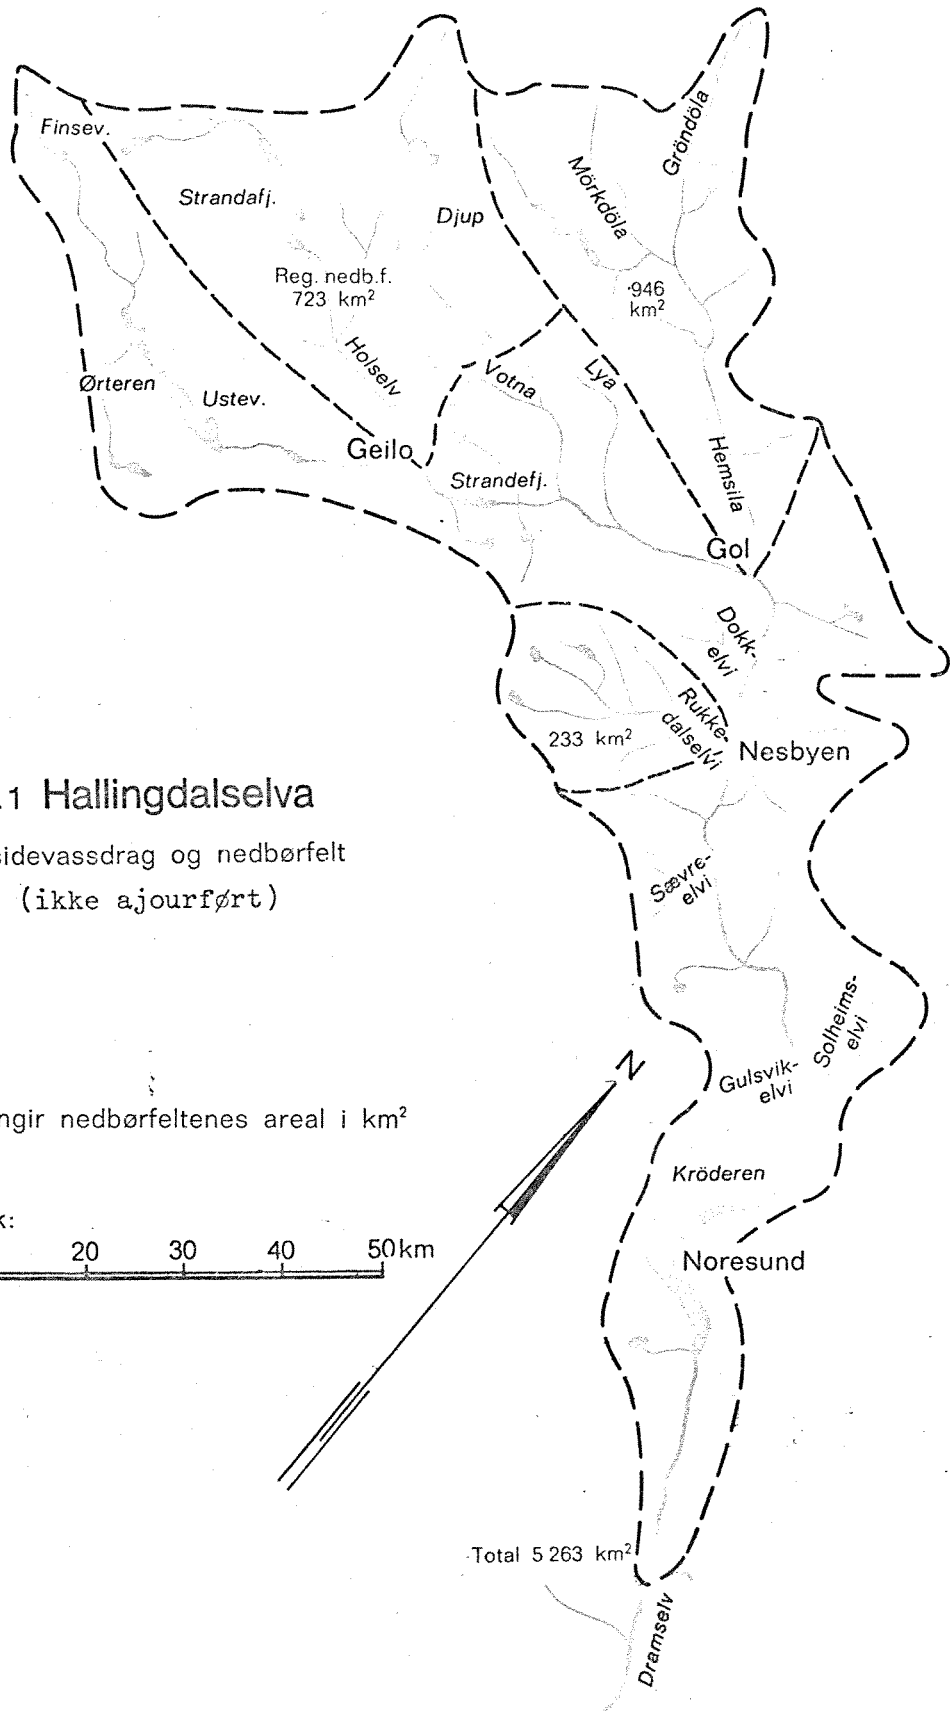 Finsev.
Strandafj.
Djup
Mörkdöla
Gröndöla
Reg. nedb.f.
723 km²
946
km²
Ørteren
Ustev.
Holselv
Votna
Lya
Geilo
Strandefj.
Hemsila
Gol
Dokk-
elvi
Rukke-
dalselvi
233 km²
Nesbyen
.1 Hallingdalselva
sidevassdrag og nedbørfelt
(ikke ajourført)
Sævre-
elvi
Solheims-
elvi
N
Gulsvik-
elvi
ngir nedbørfeltenes areal i km²
Kröderen
k:
20 30 40 50km
Noresund
Total 5 263 km²
Dramselv